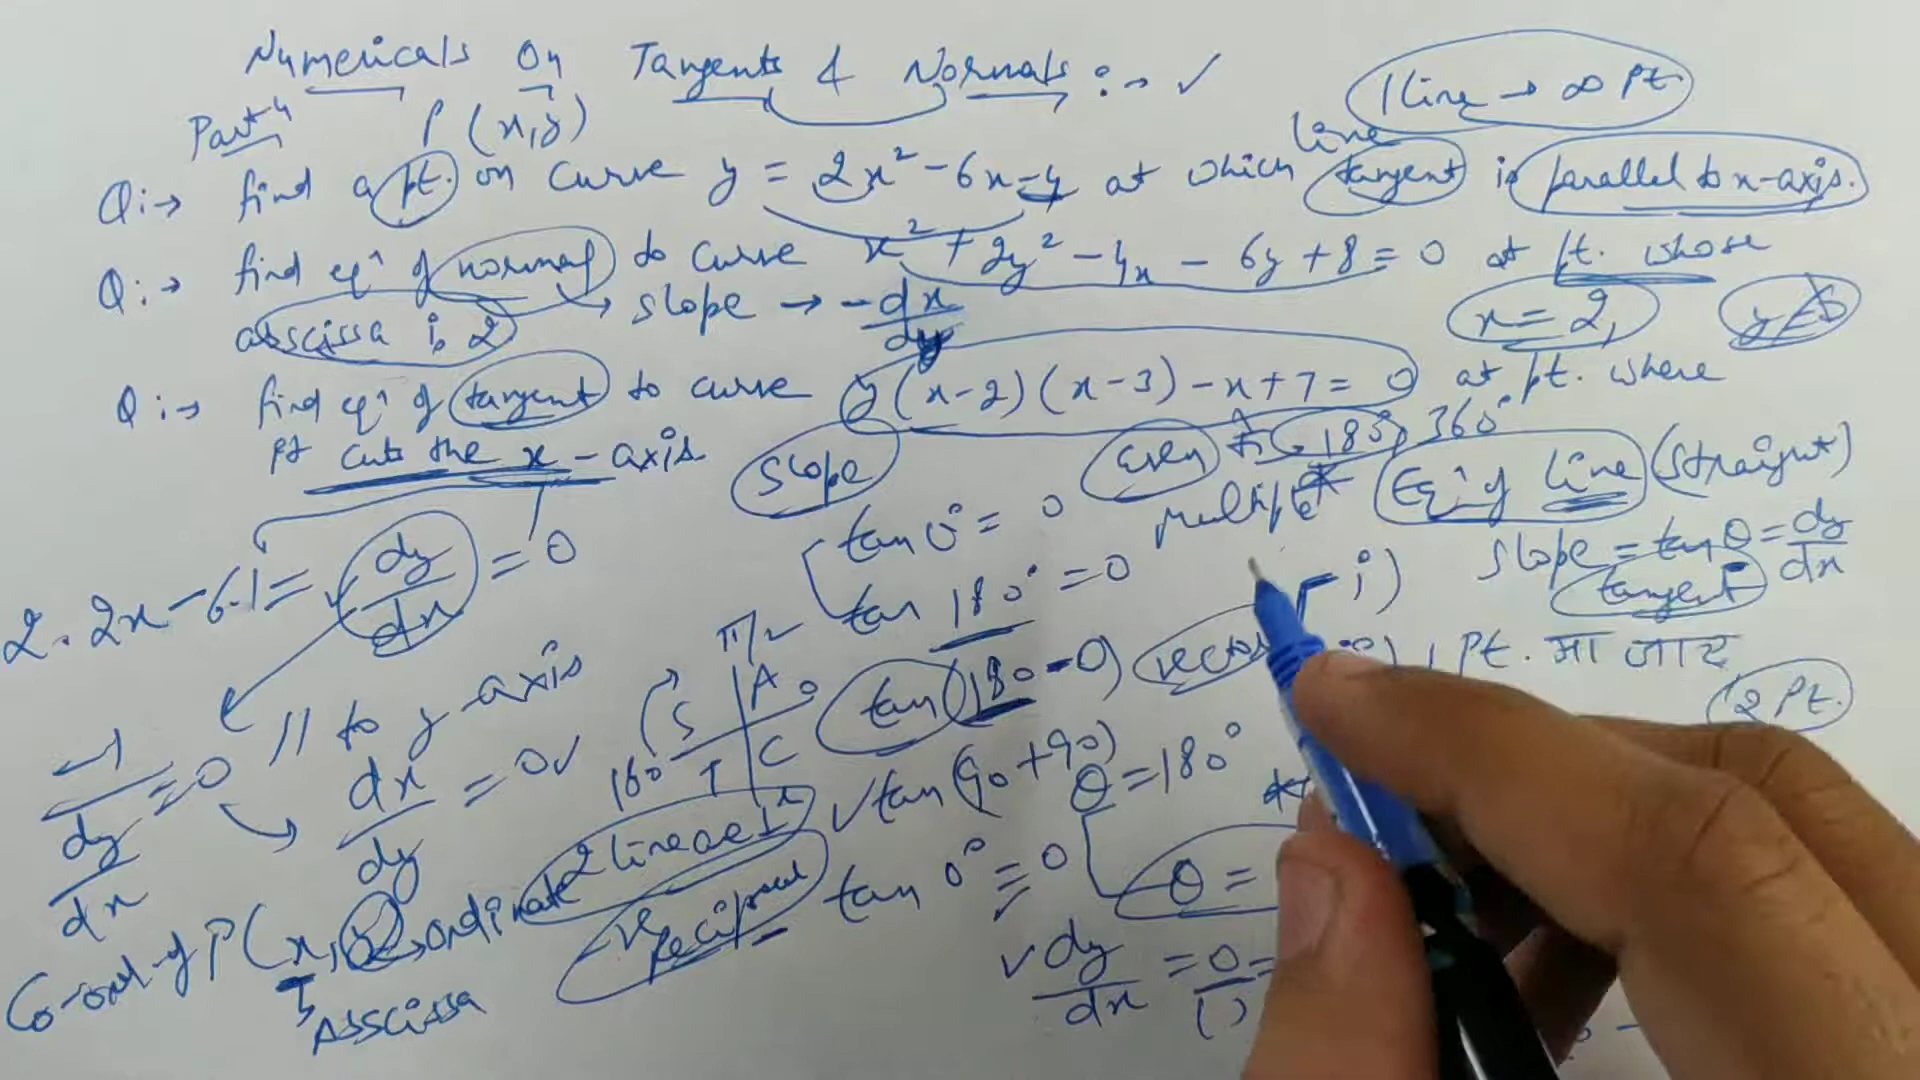 Numericals On Tangents & Normals :→ ✓
Part 4
P (x,y)
1 line → ∞ Pt
line
Q:→ find a pt. on curve y = 2x² - 6x - 4 at which tangent is parallel to x-axis.
Q:→ find eqⁿ of normal to curve x² + 2y² - 4x - 6y + 8 = 0 at pt. whose
abscissa is 2
slope → - dx/dy
x = 2,
Q:→ find eqⁿ of tangent to curve y(x-2)(x-3) - x + 7 = 0 at pt. where
Pt cuts the x-axis
slope
even π, 180°, 360°
multiple
Eqⁿ of line (straight)
tan 0° = 0
tan 180° = 0
slope = tan θ = dy/dx
tangent
i)
2.2x - 6.1 = dy/dx = 0
π/2
tan (180-0)
1 Pt. मा जाए
2 Pt.
S A 0
180 T C
// to y-axis
-1/(dy/dx) = 0
dx/dy = 0 ✓
✓ tan (90+90)
θ = 180°
2 linear
-ve reciprocal
tan 0° = 0
θ =
✓ dy/dx = 0/( ) =
Co-ord. of P(x,y) → ordinate
Abscissa